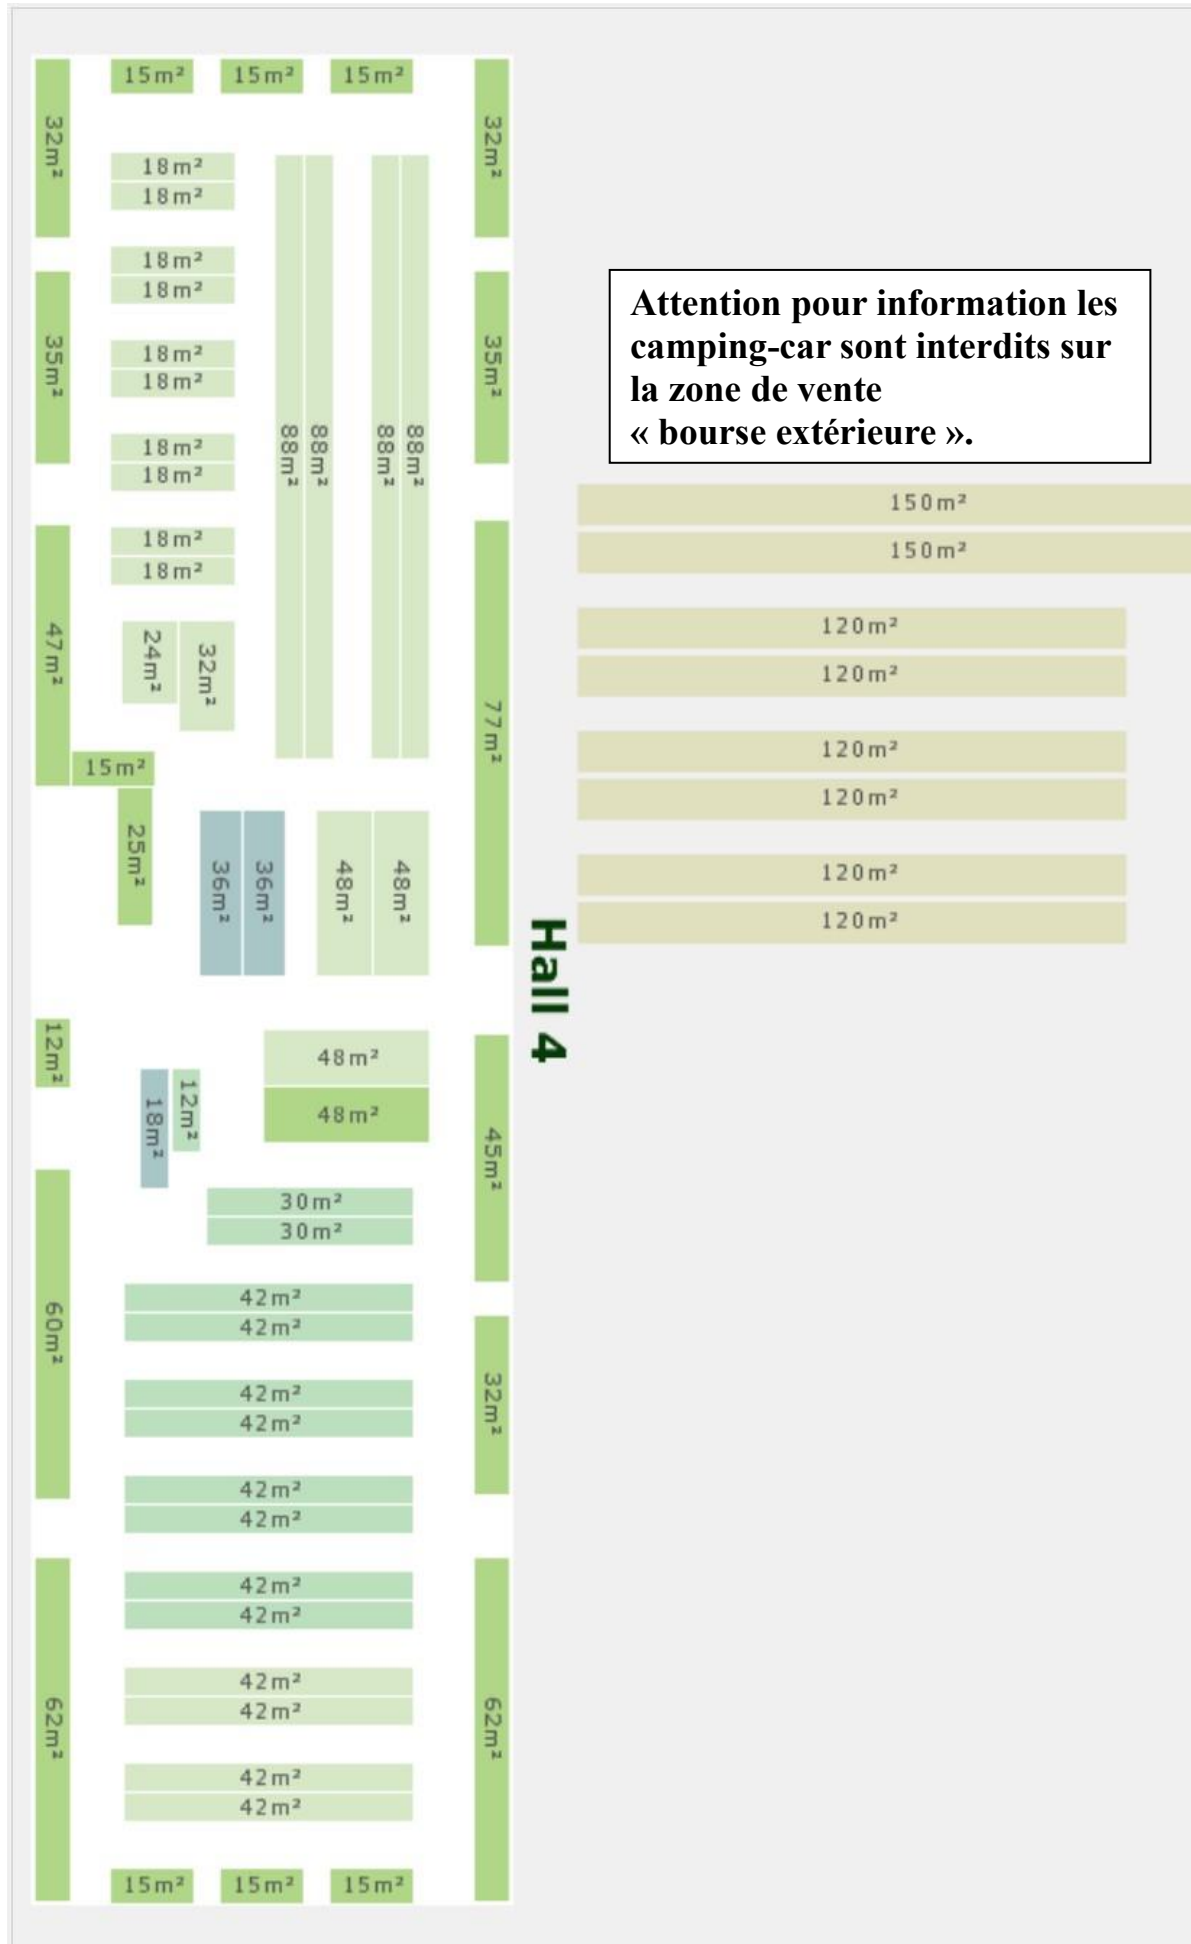 15m²
15m²
15m²
32m²
32m²
18m²
18m²
18m²
18m²
18m²
18m²
18m²
18m²
18m²
18m²
35m²
35m²
88m²
88m²
88m²
88m²
Attention pour information les
camping-car sont interdits sur
la zone de vente
« bourse extérieure ».
150m²
150m²
120m²
120m²
120m²
120m²
120m²
120m²
47m²
24m²
32m²
77m²
15m²
25m²
36m²
36m²
48m²
48m²
Hall 4
12m²
18m²
12m²
48m²
48m²
45m²
30m²
30m²
60m²
42m²
42m²
32m²
42m²
42m²
42m²
42m²
42m²
42m²
62m²
62m²
42m²
42m²
42m²
42m²
15m²
15m²
15m²